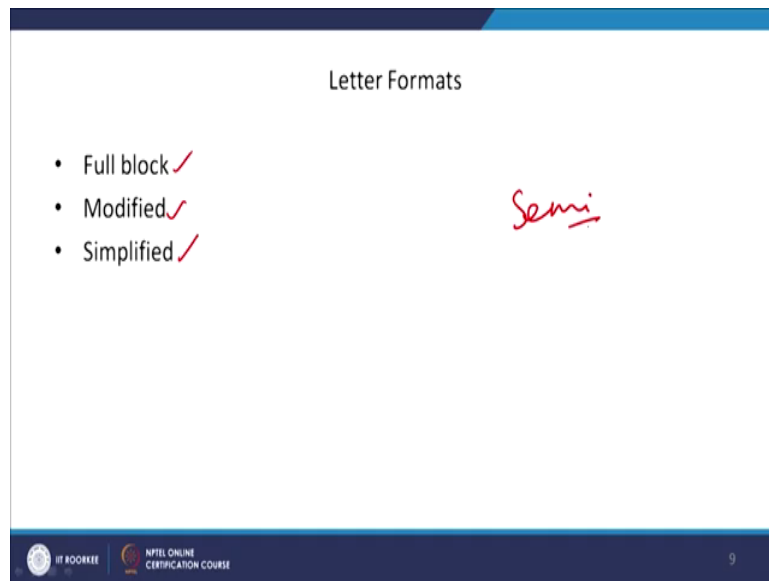 Letter Formats
• Full block
• Modified
Semi
• Simplified
IIT ROORKEE
NPTEL ONLINE
CERTIFICATION COURSE
9